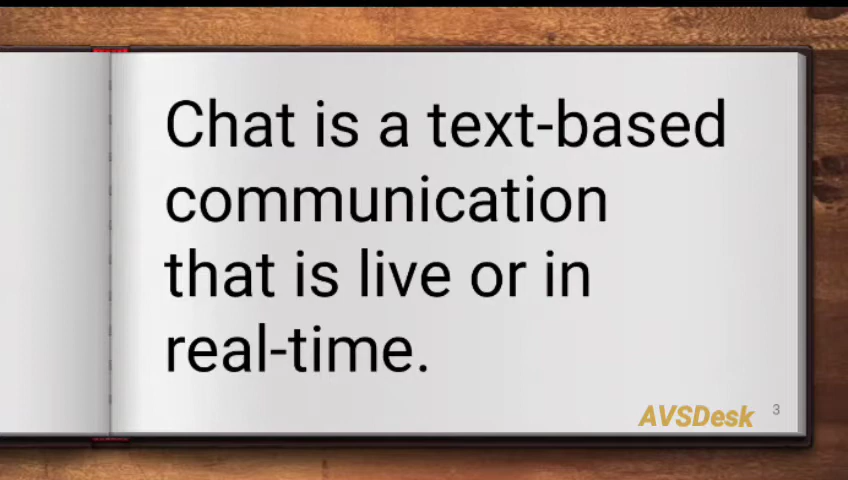 Chat is a text-based
communication
that is live or in
real-time.
AVSDesk
3